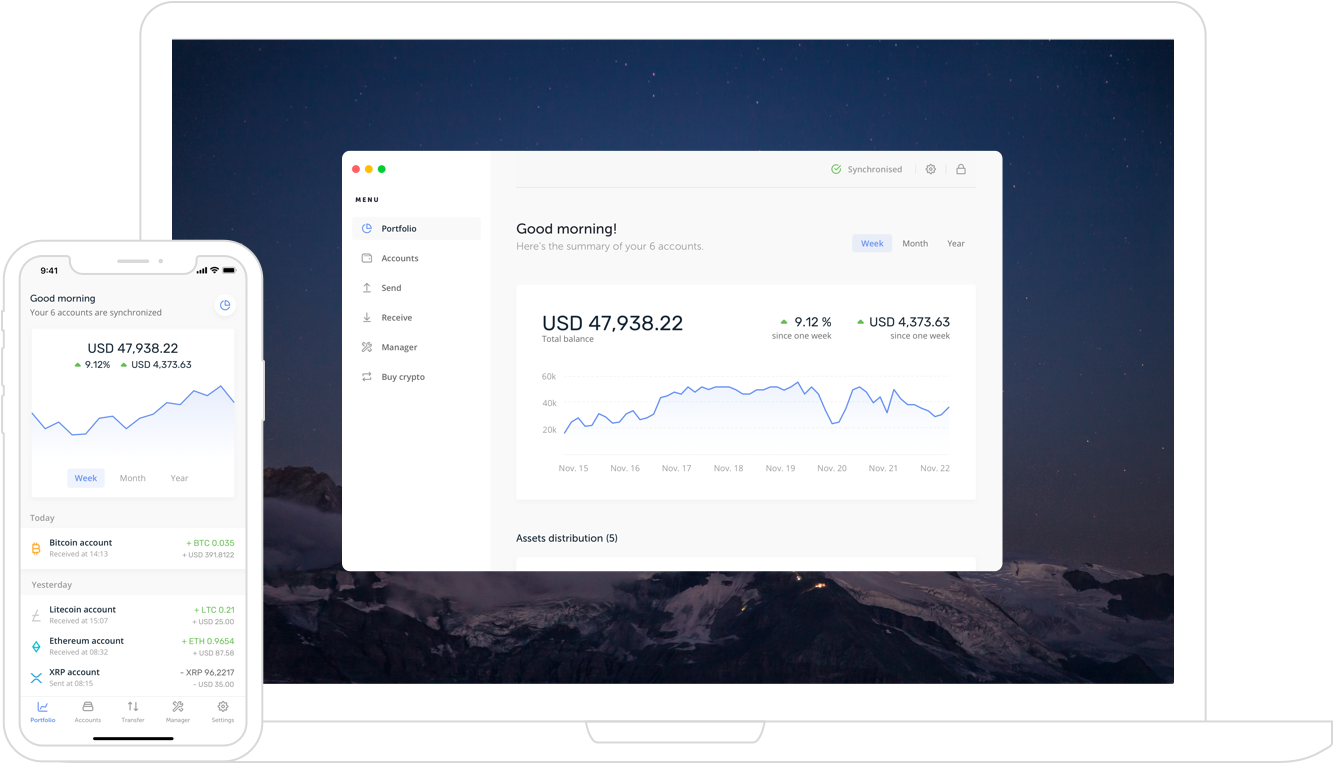 Synchronised
MENU
Portfolio
Accounts
Send
Receive
Manager
Buy crypto
Good morning!
Here's the summary of your 6 accounts.
Week Month Year
USD 47,938.22
Total balance
9.12 %
since one week
USD 4,373.63
since one week
60k
40k
20k
Nov. 15 Nov. 16 Nov. 17 Nov. 18 Nov. 19 Nov. 20 Nov. 21 Nov. 22
Assets distribution (5)
9:41
Good morning
Your 6 accounts are synchronized
USD 47,938.22
9.12% USD 4,373.63
Week Month Year
Today
Bitcoin account + BTC 0.035
Received at 14:13 + USD 391.8122
Yesterday
Litecoin account + LTC 0.21
Received at 15:07 + USD 25.00
Ethereum account + ETH 0.9654
Received at 08:32 + USD 87.58
XRP account - XRP 96,2217
Sent at 08:15 - USD 35.00
Portfolio Accounts Transfer Manager Settings